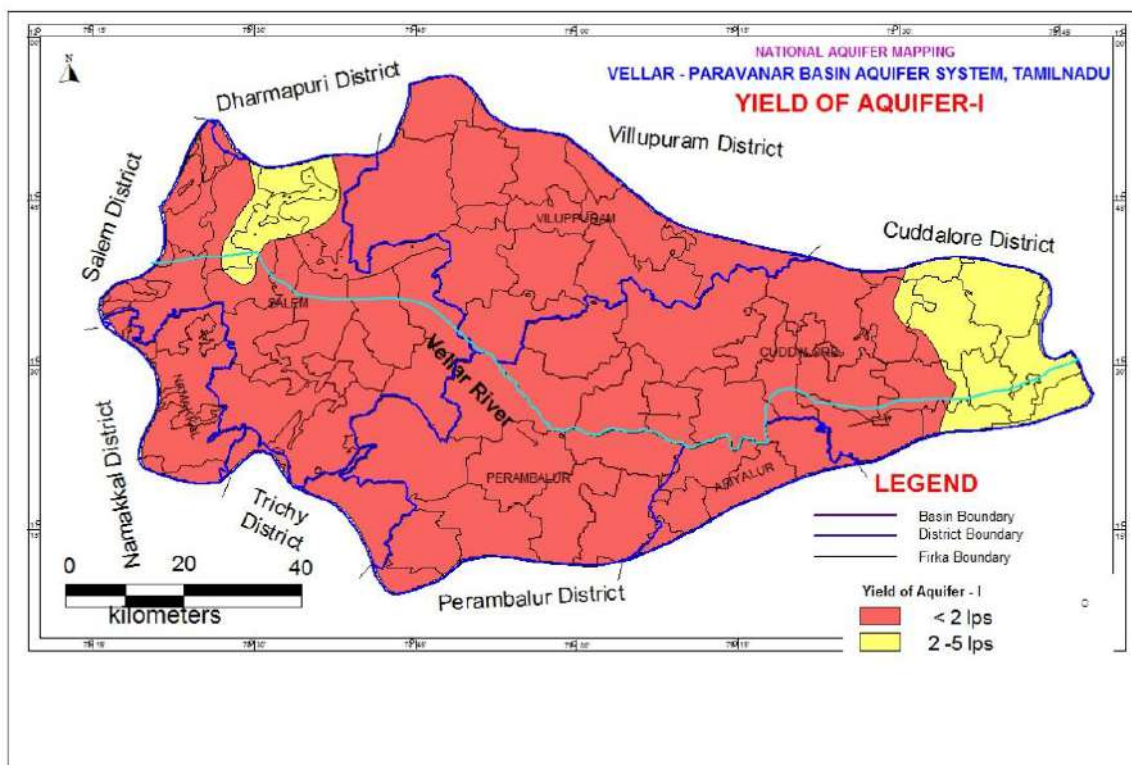 NATIONAL AQUIFER MAPPING
VELLAR - PARAVANAR BASIN AQUIFER SYSTEM, TAMILNADU
YIELD OF AQUIFER-I
N
Dharmapuri District
Villupuram District
Salem District
Cuddalore District
VILUPPURAM
SALEM
CUDDALORE
Vellar River
NAMAKKAL
PERAMBALUR
ARIYALUR
Namakkal District
Trichy
District
Perambalur District
0 20 40
kilometers
LEGEND
Basin Boundary
District Boundary
Firka Boundary
Yield of Aquifer - I
< 2 lps
2 -5 lps